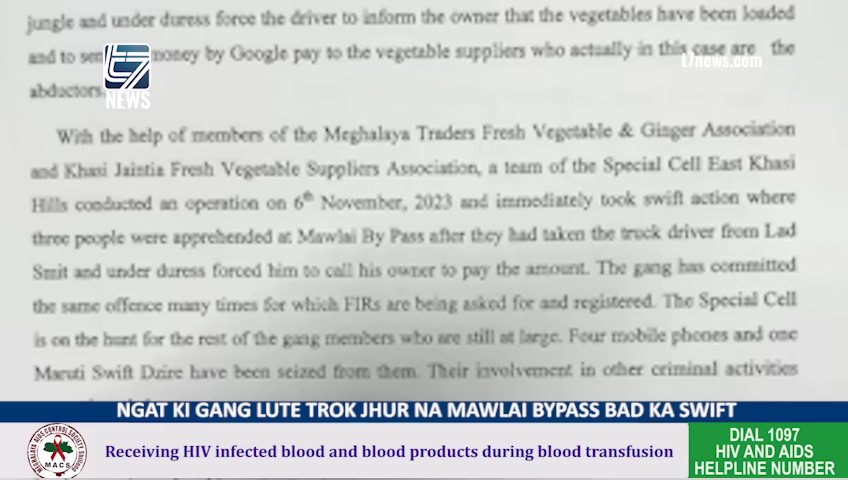 jungle and under duress force the driver to inform the owner that the vegetables have been loaded
and to money by Google pay to the vegetable suppliers who actually in this case are the
abductors.
t7news.com
NEWS
With the help of members of the Meghalaya Traders Fresh Vegetable & Ginger Association
and Khasi Jaintia Fresh Vegetable Suppliers Association, a team of the Special Cell East Khasi
Hills conducted an operation on 6th November, 2023 and immediately took swift action where
three people were apprehended at Mawlai By Pass after they had taken the truck driver from Lad
Smit and under duress forced him to call his owner to pay the amount. The gang has committed
the same offence many times for which FIRs are being asked for and registered. The Special Cell
is on the hunt for the rest of the gang members who are still at large. Four mobile phones and one
Maruti Swift Dzire have been seized from them. Their involvement in other criminal activities
NGAT KI GANG LUTE TROK JHUR NA MAWLAI BYPASS BAD KA SWIFT
MEGHALAYA AIDS CONTROL SOCIETY, SHILLONG
MACS
Receiving HIV infected blood and blood products during blood transfusion
DIAL 1097
HIV AND AIDS
HELPLINE NUMBER